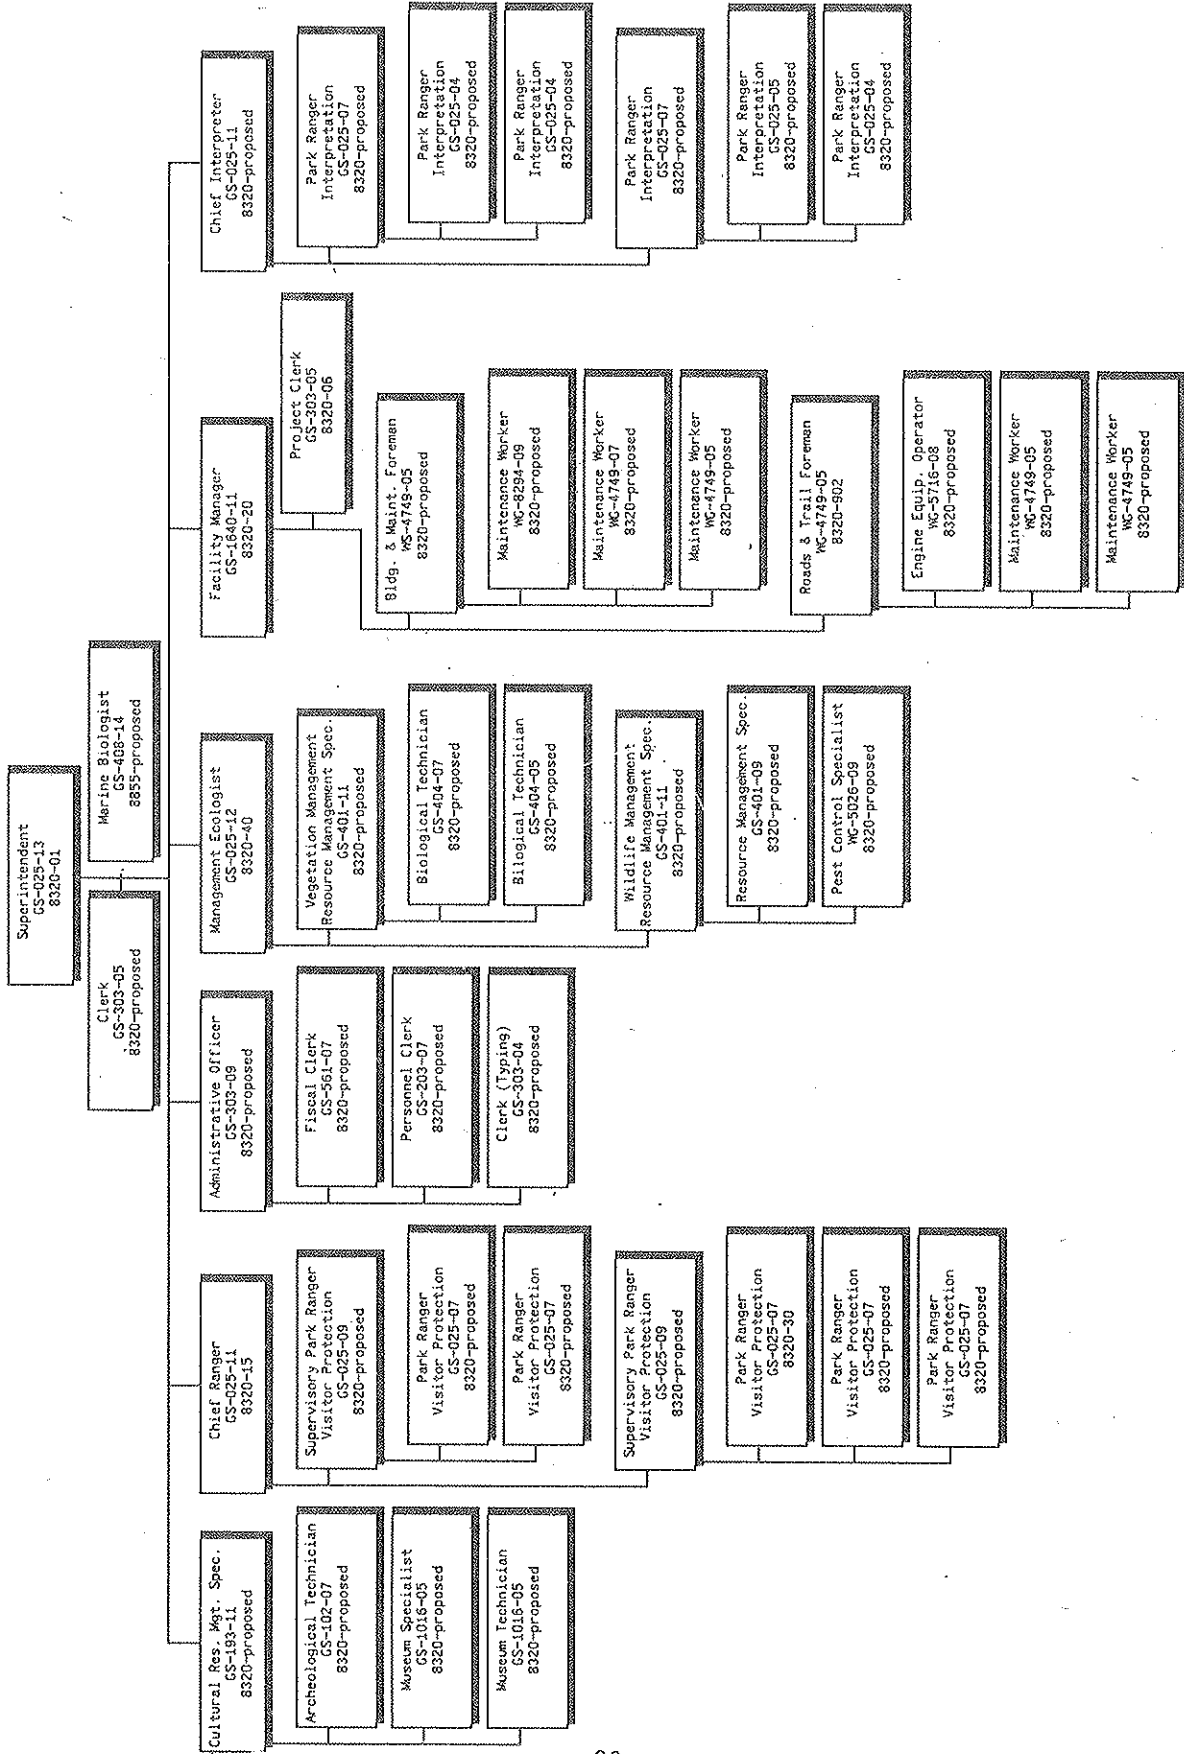 Superintendent
GS-025-13
8320-01
Clerk
GS-303-05
8320-proposed
Marine Biologist
GS-408-14
8855-proposed
Cultural Res. Mgt. Spec.
GS-193-11
8320-proposed
Archeological Technician
GS-102-07
8320-proposed
Museum Specialist
GS-1016-05
8320-proposed
Museum Technician
GS-1016-05
8320-proposed
Chief Ranger
GS-025-11
8320-15
Supervisory Park Ranger
Visitor Protection
GS-025-09
8320-proposed
Park Ranger
Visitor Protection
GS-025-07
8320-proposed
Park Ranger
Visitor Protection
GS-025-07
8320-proposed
Supervisory Park Ranger
Visitor Protection
GS-025-09
8320-proposed
Park Ranger
Visitor Protection
GS-025-07
8320-30
Park Ranger
Visitor Protection
GS-025-07
8320-proposed
Park Ranger
Visitor Protection
GS-025-07
8320-proposed
Administrative Officer
GS-303-09
8320-proposed
Fiscal Clerk
GS-561-07
8320-proposed
Personnel Clerk
GS-203-07
8320-proposed
Clerk (Typing)
GS-303-04
8320-proposed
Management Ecologist
GS-025-12
8320-40
Vegetation Management
Resource Management Spec.
GS-401-11
8320-proposed
Biological Technician
GS-404-07
8320-proposed
Bilogical Technician
GS-404-05
8320-proposed
Wildlife Management
Resource Management Spec.
GS-401-11
8320-proposed
Resource Management Spec.
GS-401-09
8320-proposed
Pest Control Specialist
WG-5026-09
8320-proposed
Facility Manager
GS-1640-11
8320-20
Project Clerk
GS-303-05
8320-06
Bldg. & Maint. Foreman
WS-4749-05
8320-proposed
Maintenance Worker
WG-8294-09
8320-proposed
Maintenance Worker
WG-4749-07
8320-proposed
Maintenance Worker
WG-4749-05
8320-proposed
Roads & Trail Foreman
WG-4749-05
8320-902
Engine Equip. Operator
WG-5716-08
8320-proposed
Maintenance Worker
WG-4749-05
8320-proposed
Maintenance Worker
WG-4749-05
8320-proposed
Chief Interpreter
GS-025-11
8320-proposed
Park Ranger
Interpretation
GS-025-07
8320-proposed
Park Ranger
Interpretation
GS-025-04
8320-proposed
Park Ranger
Interpretation
GS-025-04
8320-proposed
Park Ranger
Interpretation
GS-025-07
8320-proposed
Park Ranger
Interpretation
GS-025-05
8320-proposed
Park Ranger
Interpretation
GS-025-04
8320-proposed